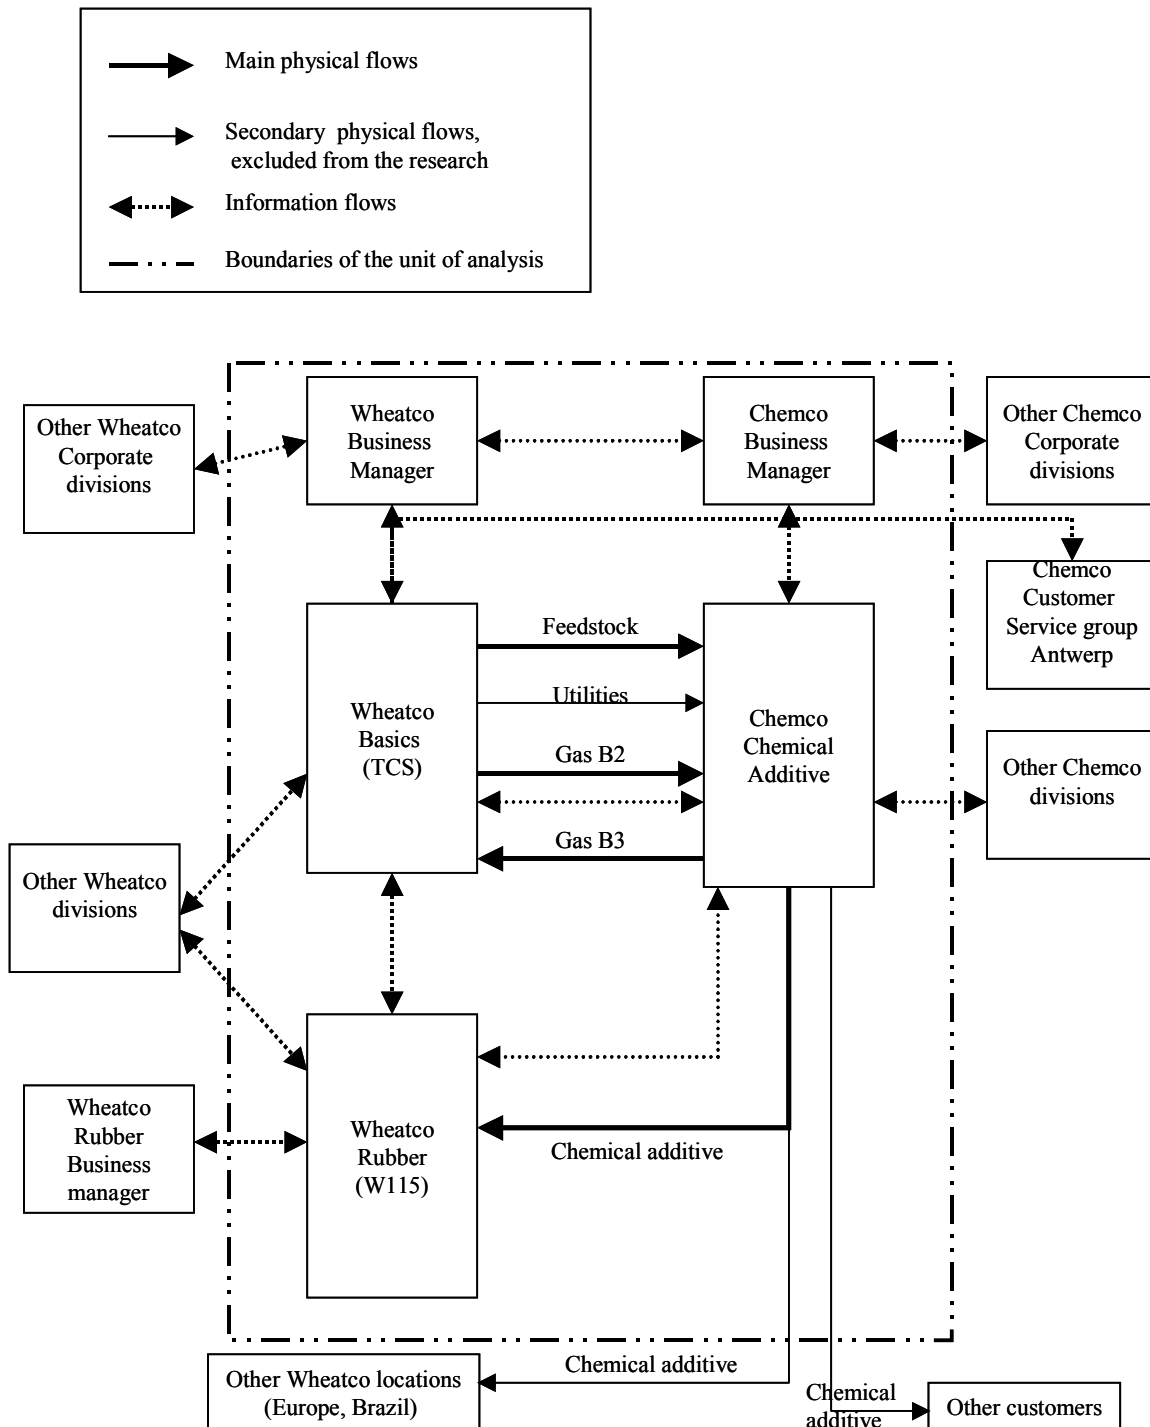 Main physical flows
Secondary physical flows,
excluded from the research
Information flows
Boundaries of the unit of analysis
Other Wheatco
Corporate
divisions
Wheatco
Business
Manager
Chemco
Business
Manager
Other Chemco
Corporate
divisions
Chemco
Customer
Service group
Antwerp
Wheatco
Basics
(TCS)
Feedstock
Utilities
Gas B2
Gas B3
Chemco
Chemical
Additive
Other Chemco
divisions
Other Wheatco
divisions
Wheatco
Rubber
Business
manager
Wheatco
Rubber
(W115)
Chemical additive
Other Wheatco locations
(Europe, Brazil)
Chemical additive
Chemical
additive
Other customers